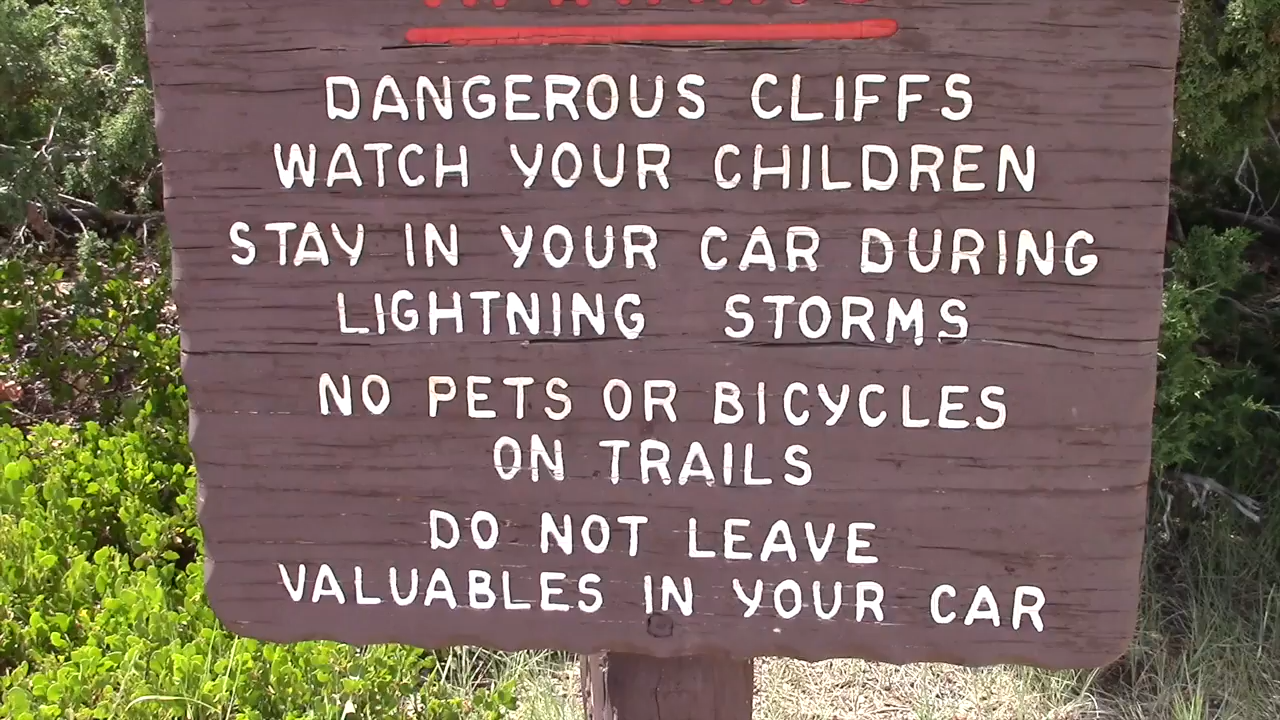 DANGEROUS CLIFFS
WATCH YOUR CHILDREN
STAY IN YOUR CAR DURING
LIGHTNING STORMS
NO PETS OR BICYCLES
ON TRAILS
DO NOT LEAVE
VALUABLES IN YOUR CAR